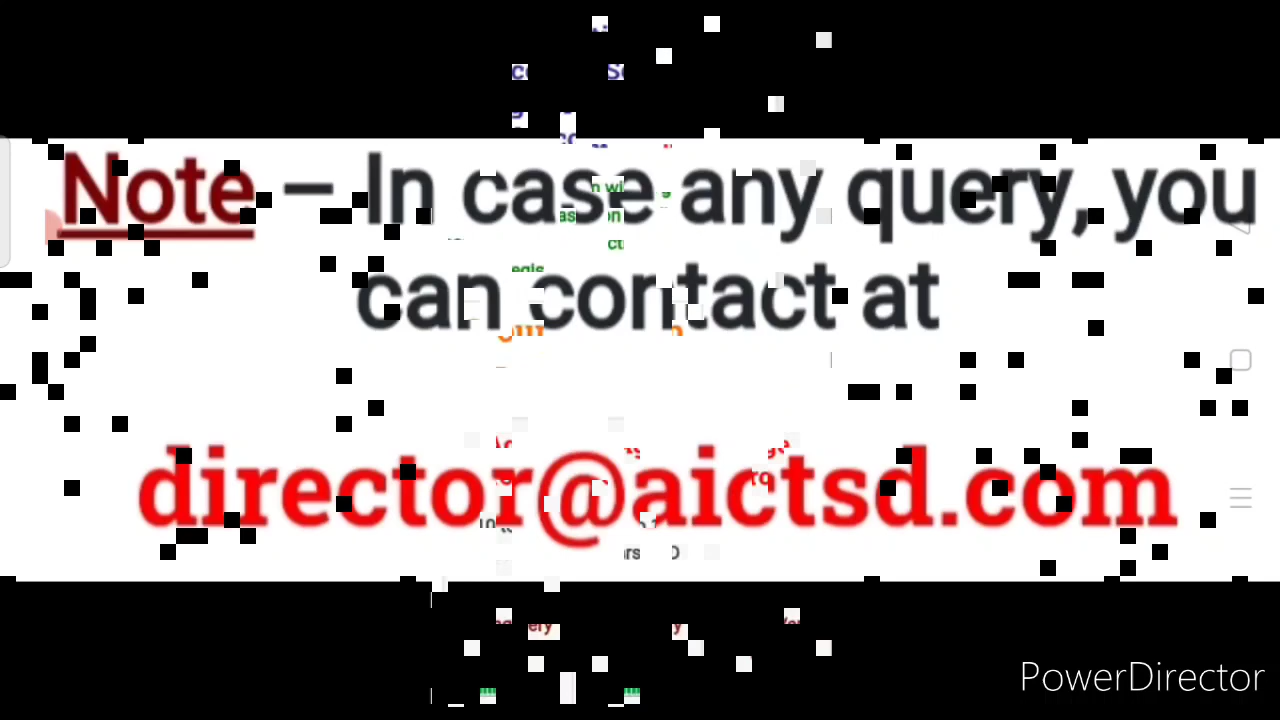 Note – In case any query, you
can contact at
director@aictsd.com
PowerDirector